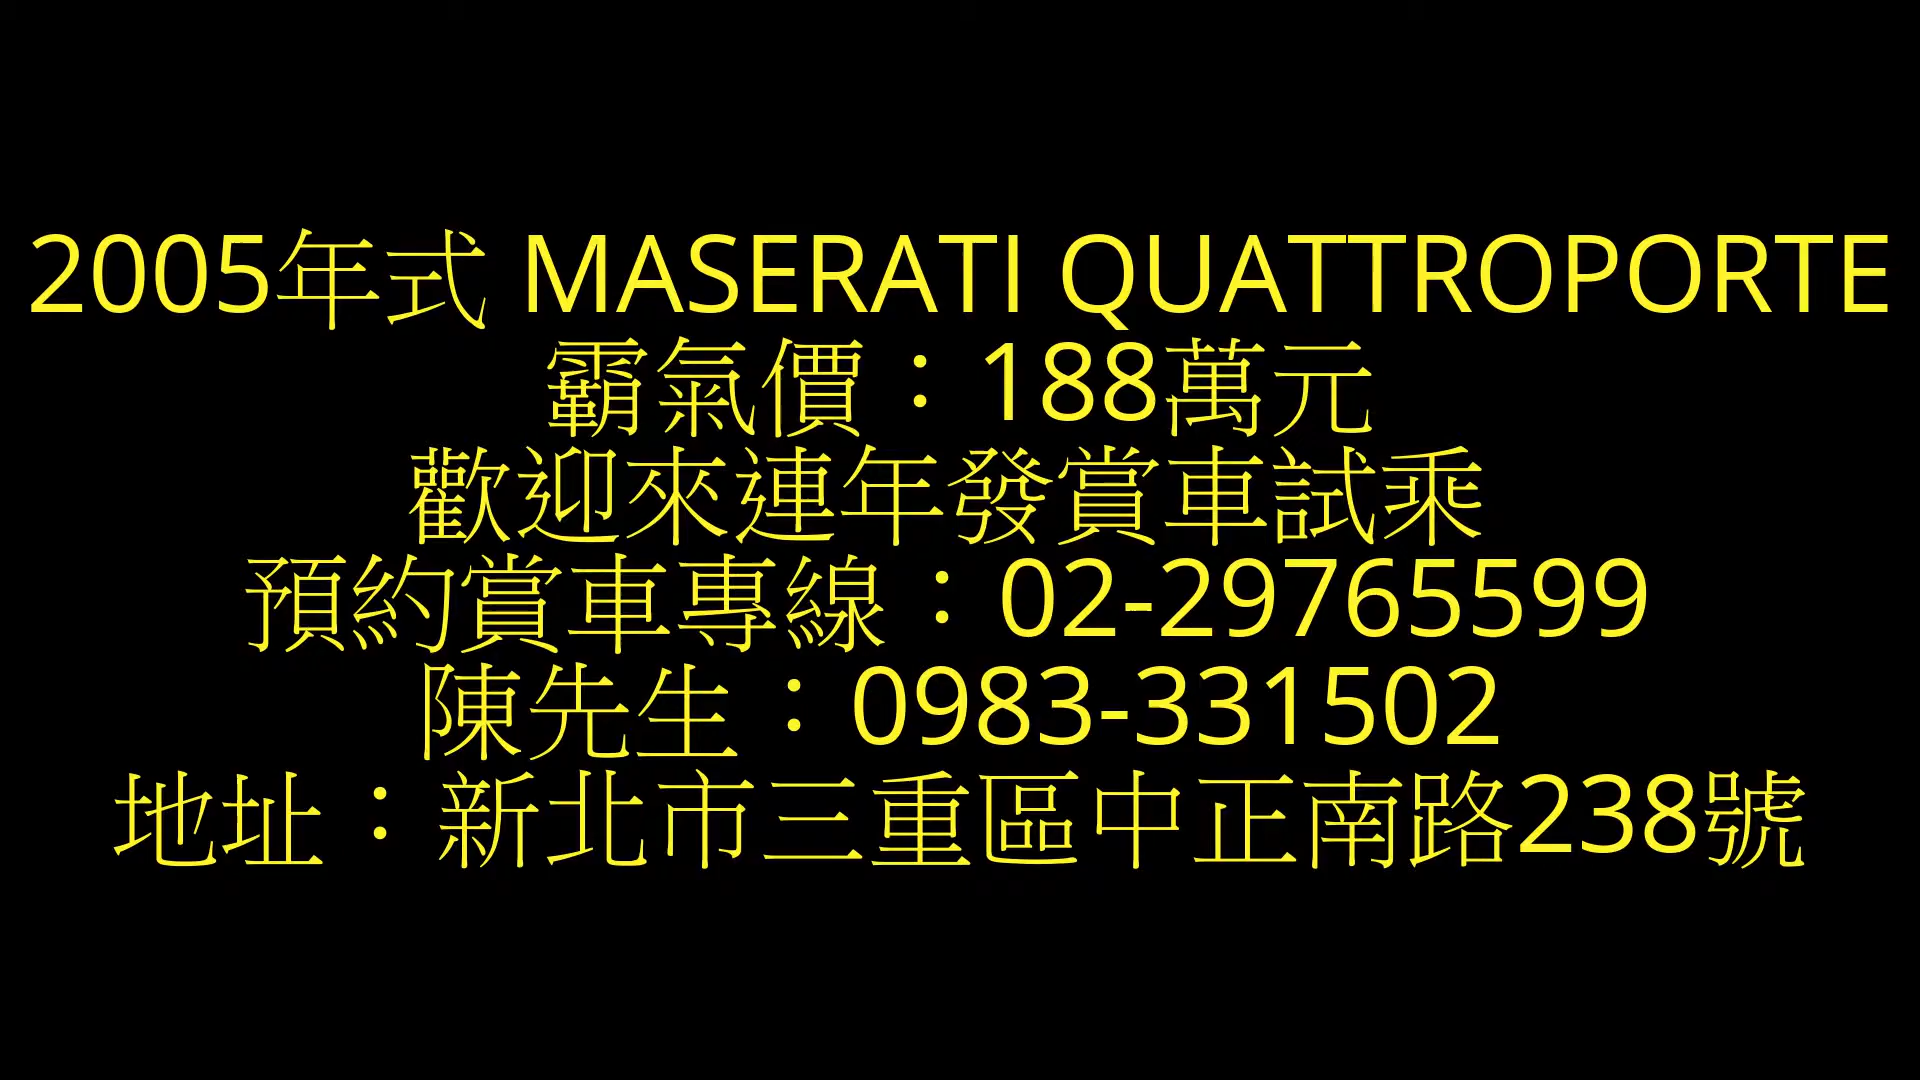 2005年式 MASERATI QUATTROPORTE
霸氣價：188萬元
歡迎來連年發賞車試乘
預約賞車專線：02-29765599
陳先生：0983-331502
地址：新北市三重區中正南路238號